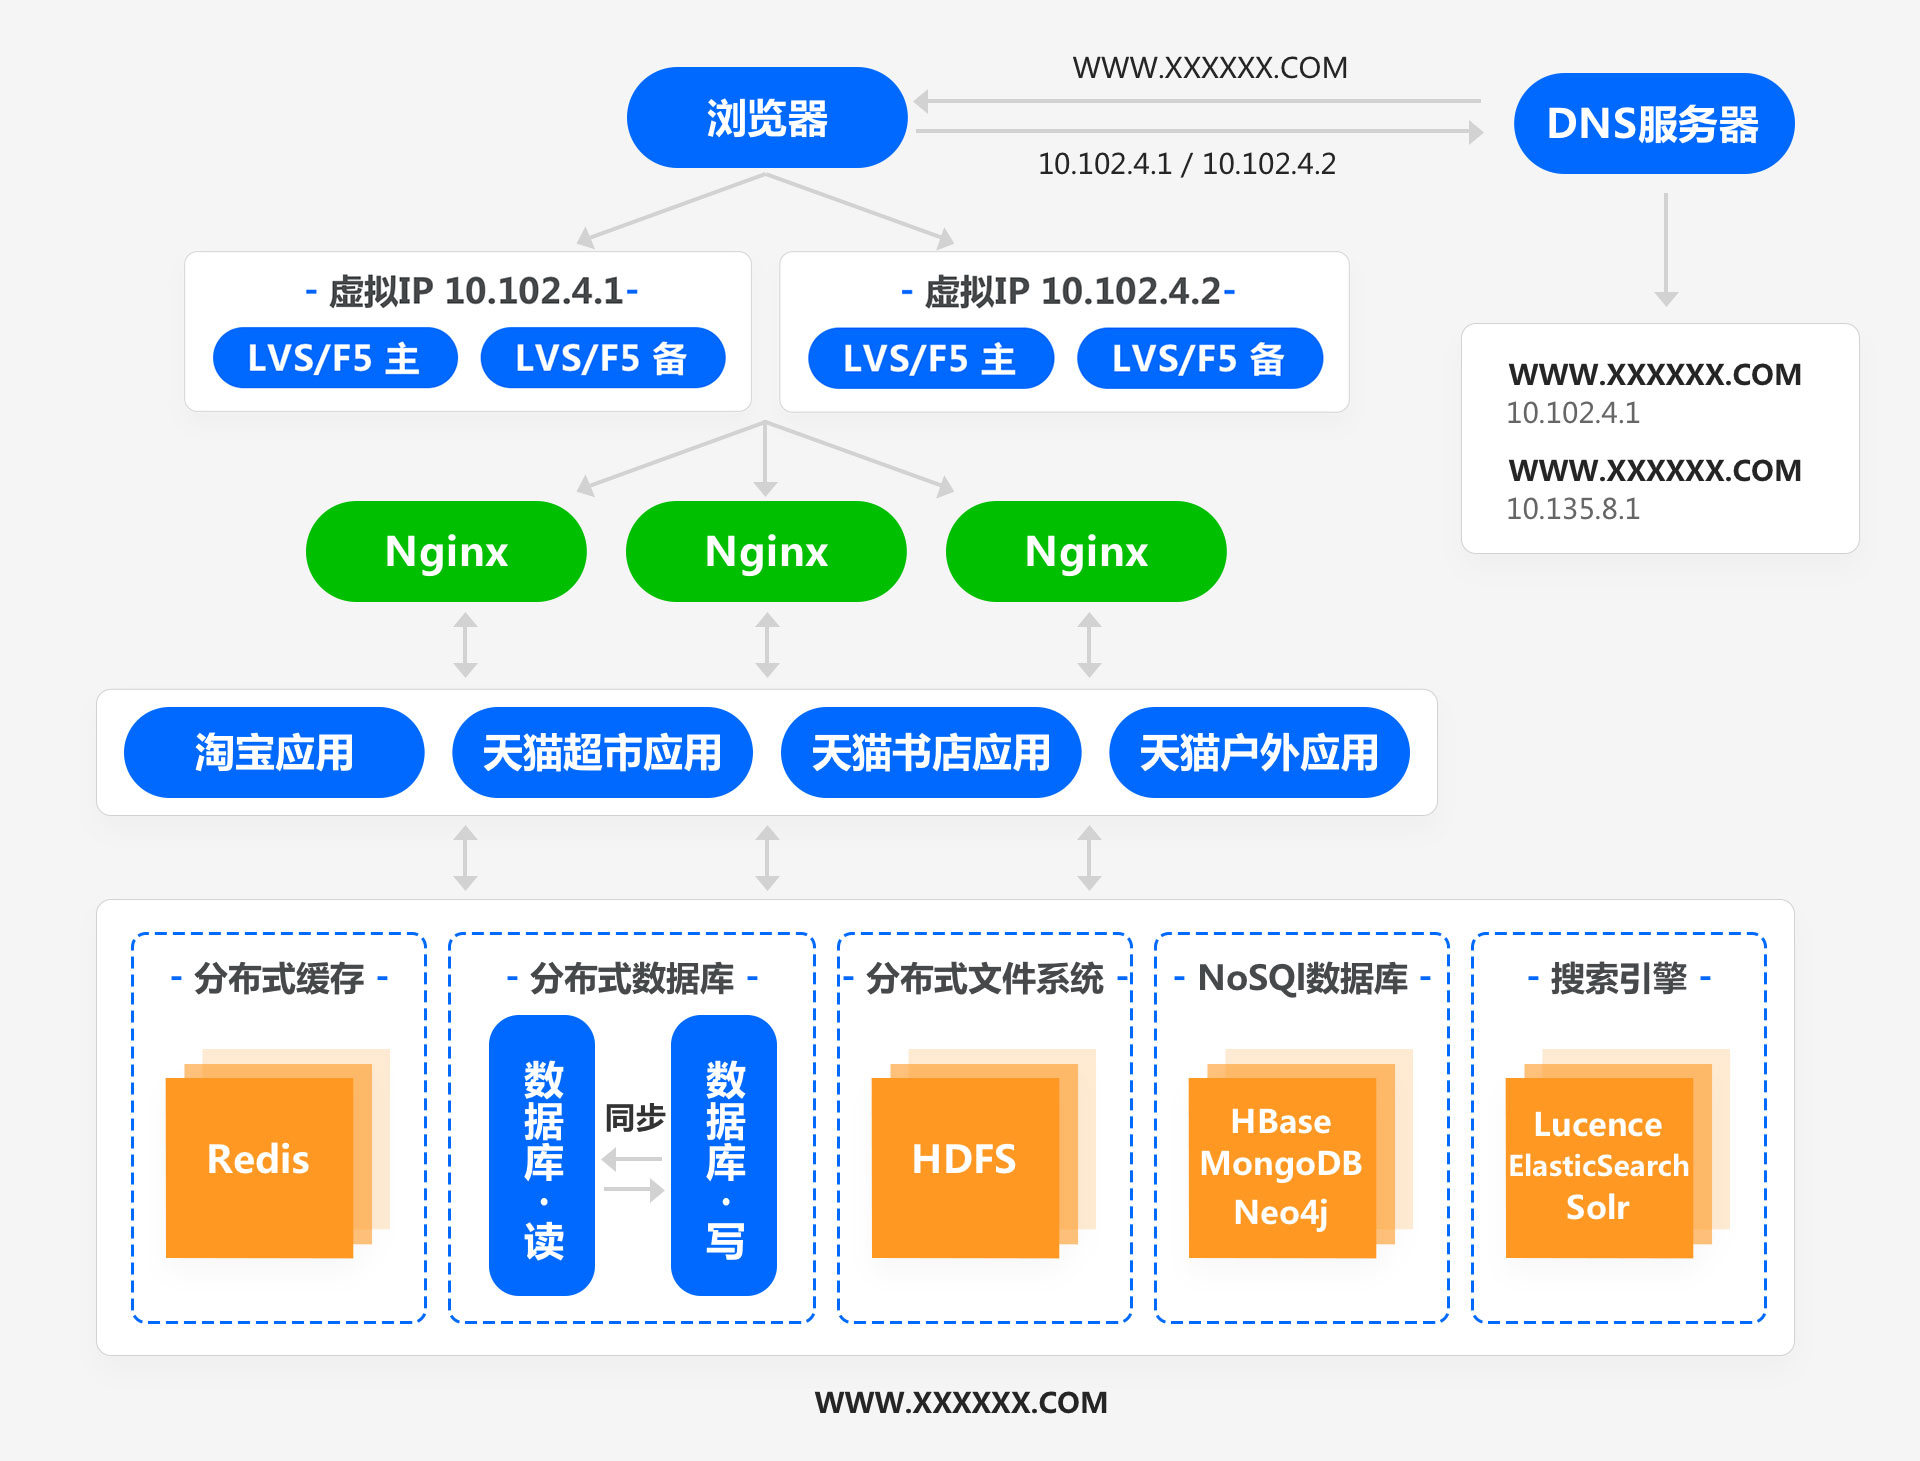 WWW.XXXXXX.COM
浏览器
DNS服务器
10.102.4.1 / 10.102.4.2
- 虚拟IP 10.102.4.1-
LVS/F5 主
LVS/F5 备
- 虚拟IP 10.102.4.2-
LVS/F5 主
LVS/F5 备
WWW.XXXXXX.COM
10.102.4.1
WWW.XXXXXX.COM
10.135.8.1
Nginx
Nginx
Nginx
淘宝应用
天猫超市应用
天猫书店应用
天猫户外应用
- 分布式缓存 -
Redis
- 分布式数据库 -
数据库·读
同步
数据库·写
- 分布式文件系统 -
HDFS
- NoSQl数据库 -
HBase
MongoDB
Neo4j
- 搜索引擎 -
Lucence
ElasticSearch
Solr
WWW.XXXXXX.COM